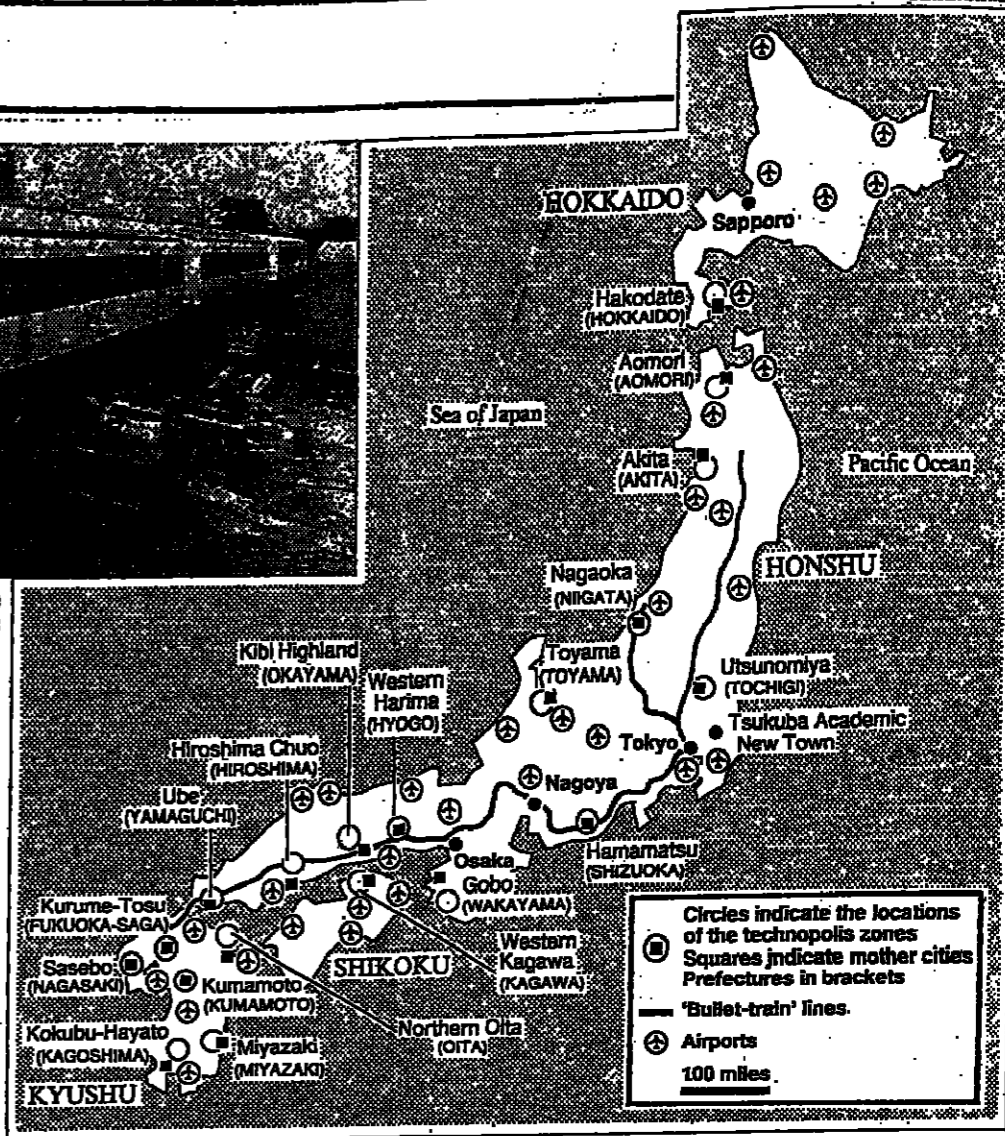 HOKKAIDO
Sapporo
Hakodate
(HOKKAIDO)
Aomori
(AOMORI)
Sea of Japan
Akita
(AKITA)
Pacific Ocean
HONSHU
Nagaoka
(NIIGATA)
Kibi Highland
(OKAYAMA)
Western
Harima
(HYOGO)
Toyama
(TOYAMA)
Utsunomiya
(TOCHIGI)
Tsukuba Academic
New Town
Tokyo
Hiroshima Chuo
(HIROSHIMA)
Nagoya
Ube
(YAMAGUCHI)
Osaka
Hamamatsu
(SHIZUOKA)
Gobo
(WAKAYAMA)
Kurume-Tosu
(FUKUOKA-SAGA)
Western
Kagawa
(KAGAWA)
SHIKOKU
Sasebo
(NAGASAKI)
Kumamoto
(KUMAMOTO)
Northern Oita
(OITA)
Kokubu-Hayato
(KAGOSHIMA)
Miyazaki
(MIYAZAKI)
KYUSHU
Circles indicate the locations
of the technopolis zones
Squares indicate mother cities
Prefectures in brackets
'Bullet-train' lines.
Airports
100 miles